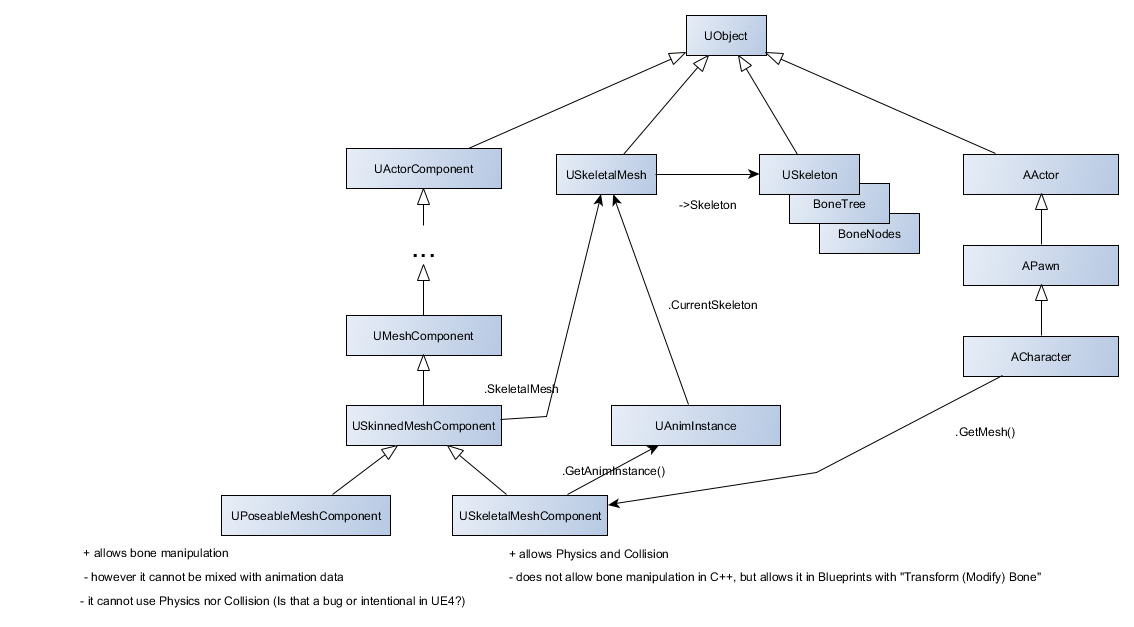 UObject
UActorComponent
USkeletalMesh
USkeleton
AActor
->Skeleton
BoneTree
BoneNodes
...
APawn
.CurrentSkeleton
UMeshComponent
ACharacter
.SkeletalMesh
USkinnedMeshComponent
UAnimInstance
.GetMesh()
.GetAnimInstance()
UPoseableMeshComponent
USkeletalMeshComponent
+ allows bone manipulation
- however it cannot be mixed with animation data
- it cannot use Physics nor Collision (Is that a bug or intentional in UE4?)
+ allows Physics and Collision
- does not allow bone manipulation in C++, but allows it in Blueprints with "Transform (Modify) Bone"